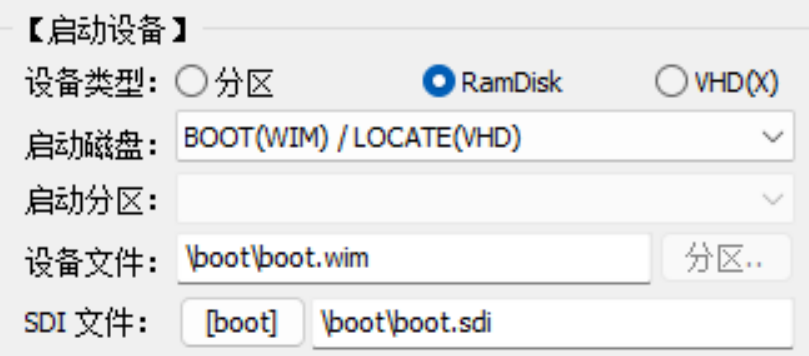 【启动设备】
设备类型： 分区 RamDisk VHD(X)
启动磁盘： BOOT(WIM) / LOCATE(VHD)
启动分区：
设备文件： \boot\boot.wim 分区..
SDI 文件： [boot] \boot\boot.sdi